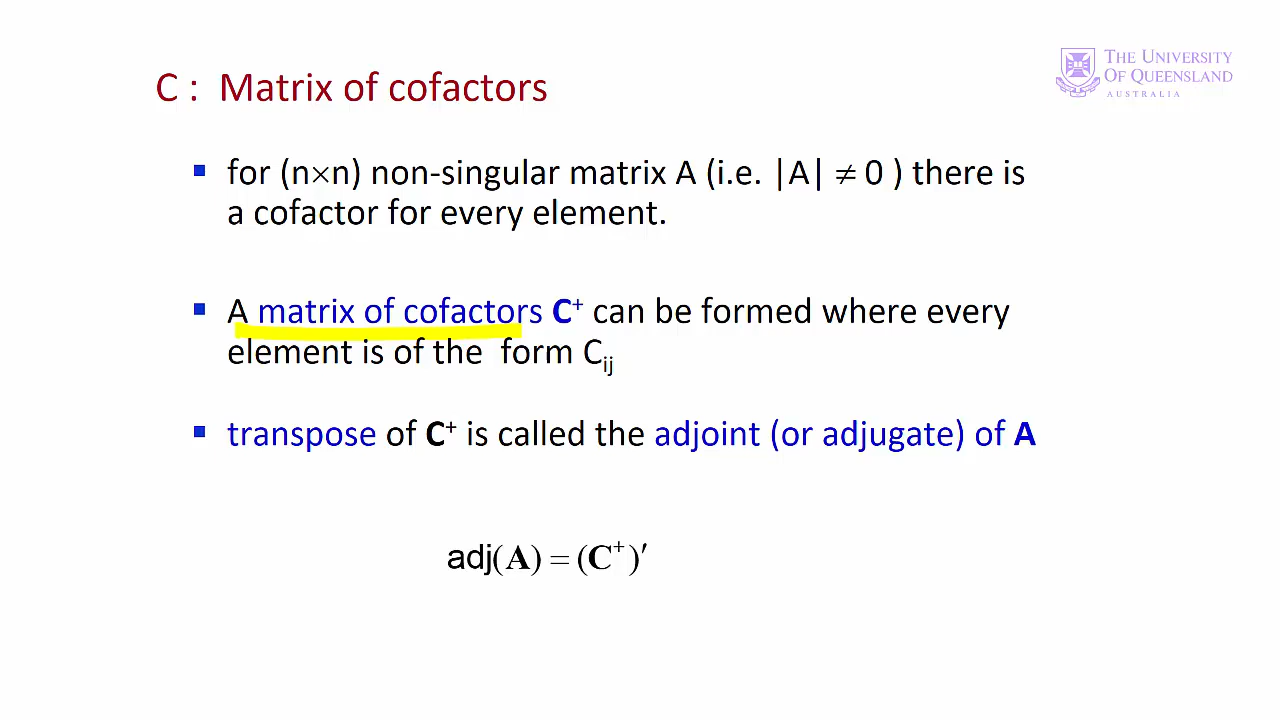 C :  Matrix of cofactors
THE UNIVERSITY
OF QUEENSLAND
AUSTRALIA
▪ for (n×n) non-singular matrix A (i.e. |A| ≠ 0 ) there is
a cofactor for every element.
▪ A matrix of cofactors C⁺ can be formed where every
element is of the  form Cᵢⱼ
▪ transpose of C⁺ is called the adjoint (or adjugate) of A
adj(A) = (C⁺)′